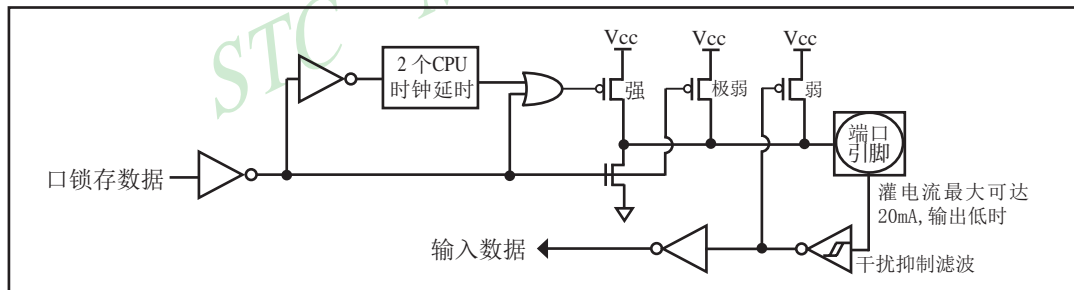 STC
Vcc
Vcc
Vcc
2个CPU
时钟延时
强
极弱
弱
端口
引脚
口锁存数据
灌电流最大可达
20mA,输出低时
输入数据
干扰抑制滤波